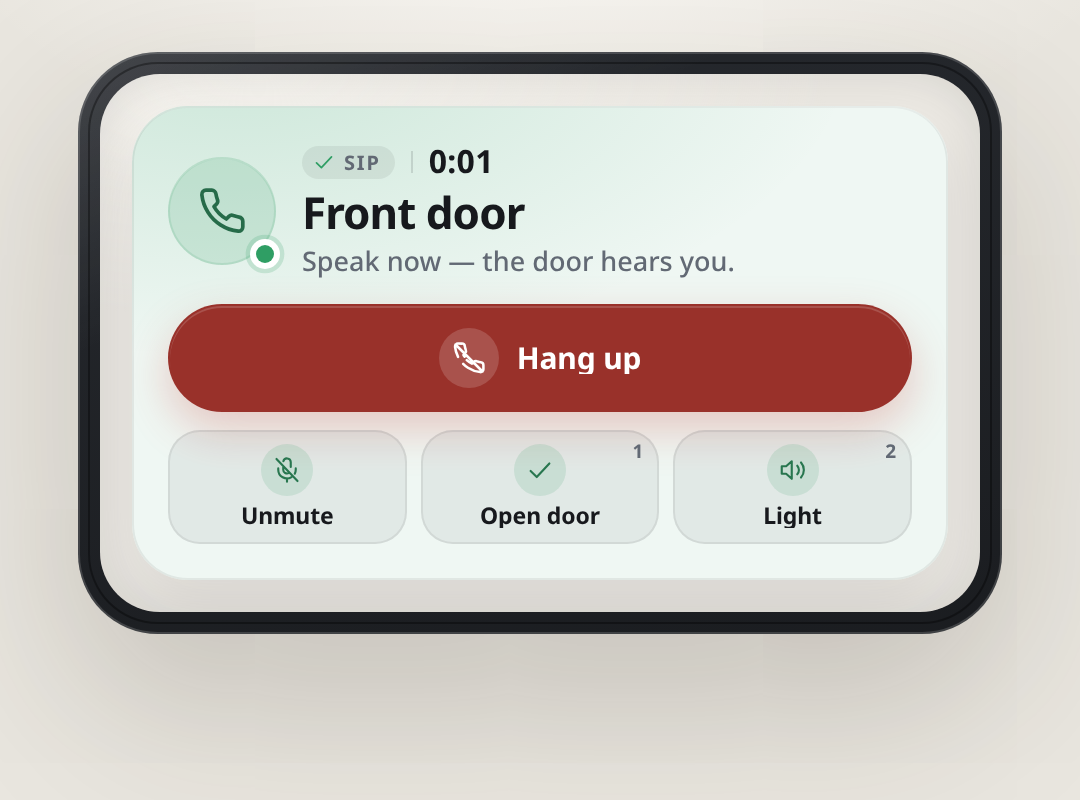 SIP 0:01
Front door
Speak now — the door hears you.
Hang up
1
2
Unmute
Open door
Light